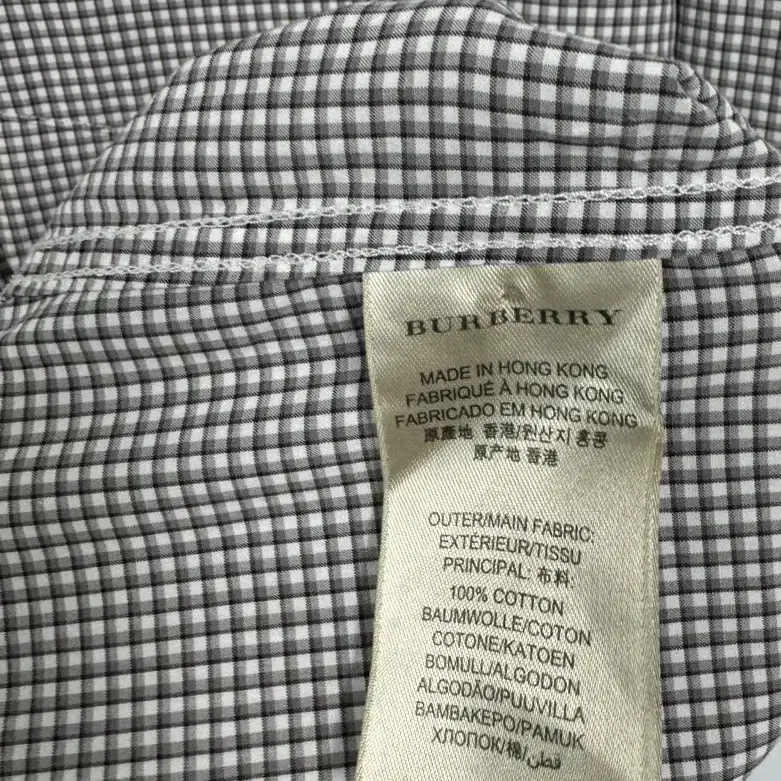 BURBERRY
MADE IN HONG KONG
FABRIQUÉ À HONG KONG
FABRICADO EM HONG KONG
原產地 香港/원산지 홍콩
原产地 香港
OUTER/MAIN FABRIC:
EXTÉRIEUR/TISSU
PRINCIPAL: 布料:
100% COTTON
BAUMWOLLE/COTON
COTONE/KATOEN
BOMULL/ALGODON
ALGODÃO/PUUVILLA
BAMBAKEPO/PAMUK
ХЛОПОК/棉/قطن